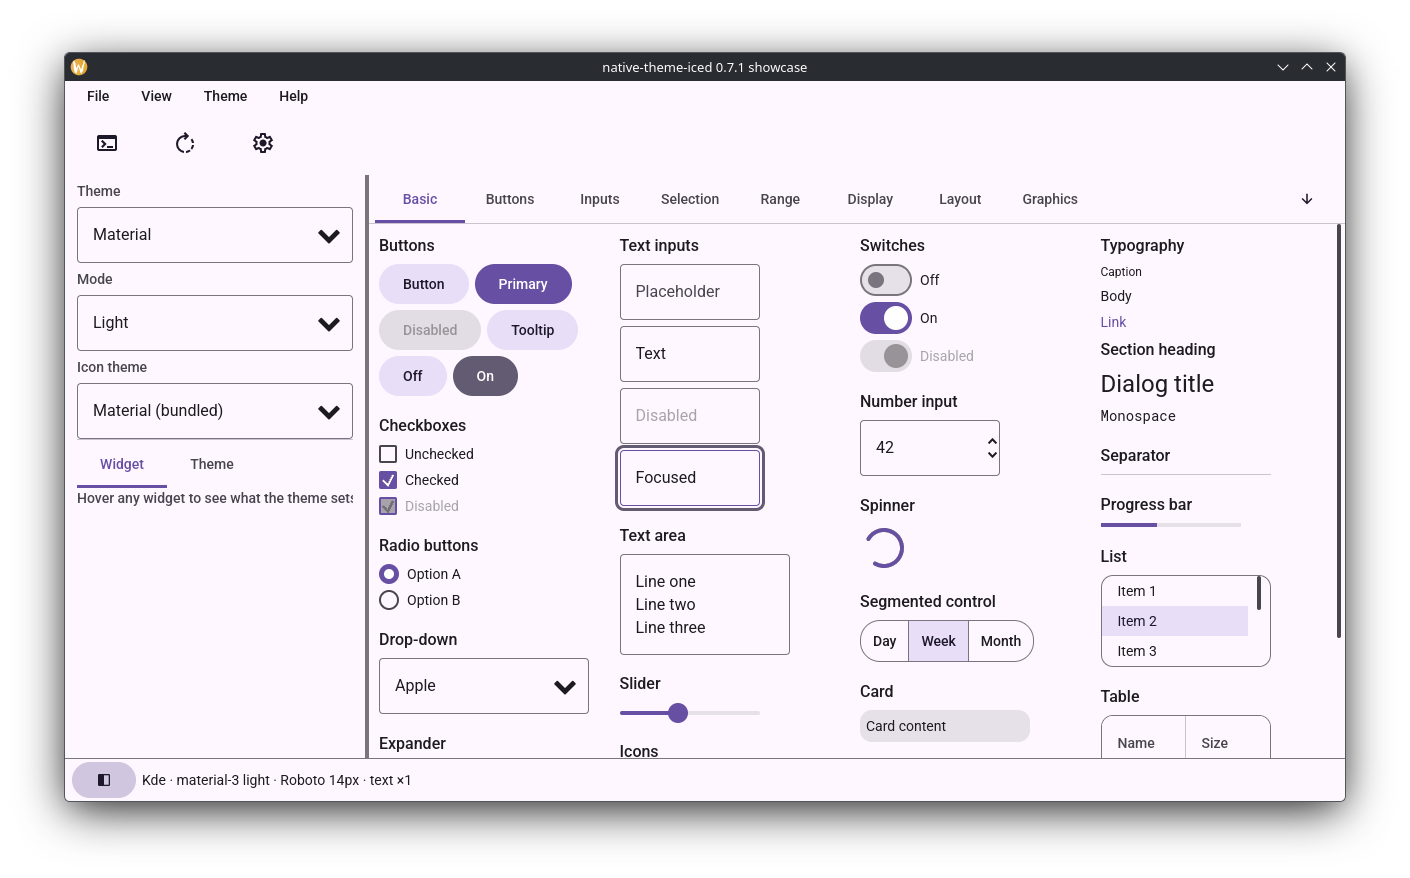 native-theme-iced 0.7.1 showcase
File View Theme Help
Theme
Material
Mode
Light
Icon theme
Material (bundled)
Widget Theme
Hover any widget to see what the theme sets
Basic Buttons Inputs Selection Range Display Layout Graphics
Buttons
Button Primary
Disabled Tooltip
Off On
Checkboxes
Unchecked
Checked
Disabled
Radio buttons
Option A
Option B
Drop-down
Apple
Expander
Text inputs
Placeholder
Text
Disabled
Focused
Text area
Line one
Line two
Line three
Slider
Icons
Switches
Off
On
Disabled
Number input
42
Spinner
Segmented control
Day Week Month
Card
Card content
Typography
Caption
Body
Link
Section heading
Dialog title
Monospace
Separator
Progress bar
List
Item 1
Item 2
Item 3
Table
Name Size
Kde · material-3 light · Roboto 14px · text ×1